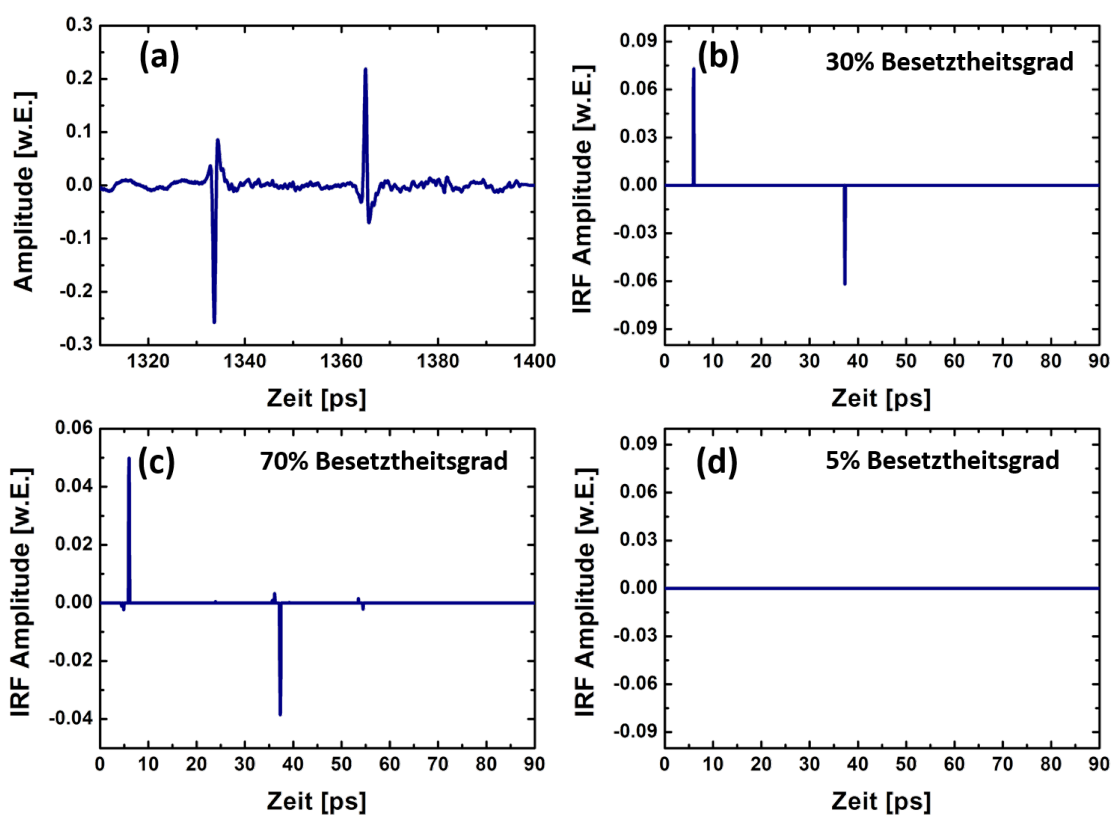 (a)
0.3
0.2
0.1
0.0
-0.1
-0.2
-0.3
Amplitude [w.E.]
1320 1340 1360 1380 1400
Zeit [ps]
(b)
30% Besetztheitsgrad
0.09
0.06
0.03
0.00
-0.03
-0.06
-0.09
IRF Amplitude [w.E.]
0 10 20 30 40 50 60 70 80 90
Zeit [ps]
(c)
70% Besetztheitsgrad
0.06
0.04
0.02
0.00
-0.02
-0.04
IRF Amplitude [w.E.]
0 10 20 30 40 50 60 70 80 90
Zeit [ps]
(d)
5% Besetztheitsgrad
0.09
0.06
0.03
0.00
-0.03
-0.06
-0.09
IRF Amplitude [w.E.]
0 10 20 30 40 50 60 70 80 90
Zeit [ps]